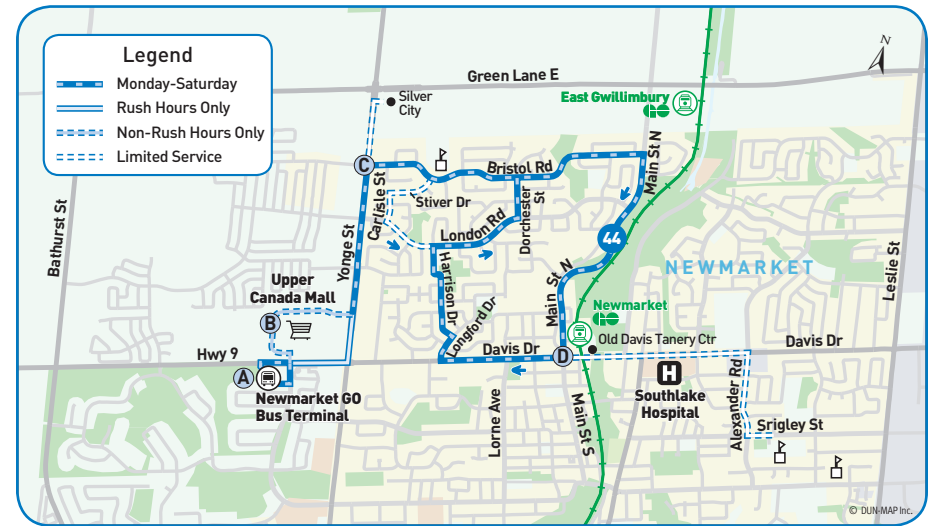 Legend
Monday-Saturday
Rush Hours Only
Non-Rush Hours Only
Limited Service
N
Green Lane E
Silver
City
East Gwillimbury
C
Bristol Rd
Main St N
Carlisle St
Stiver Dr
Dorchester
St
London Rd
44
Bathurst St
Yonge St
Harrison Dr
Main St N
NEWMARKET
Leslie St
Upper
Canada Mall
B
Longford Dr
Newmarket
Old Davis Tanery Ctr
Hwy 9
Davis Dr
D
Davis Dr
A
Newmarket GO
Bus Terminal
H
Southlake
Hospital
Alexander Rd
Lorne Ave
Main St S
Srigley St
© DUN-MAP Inc.